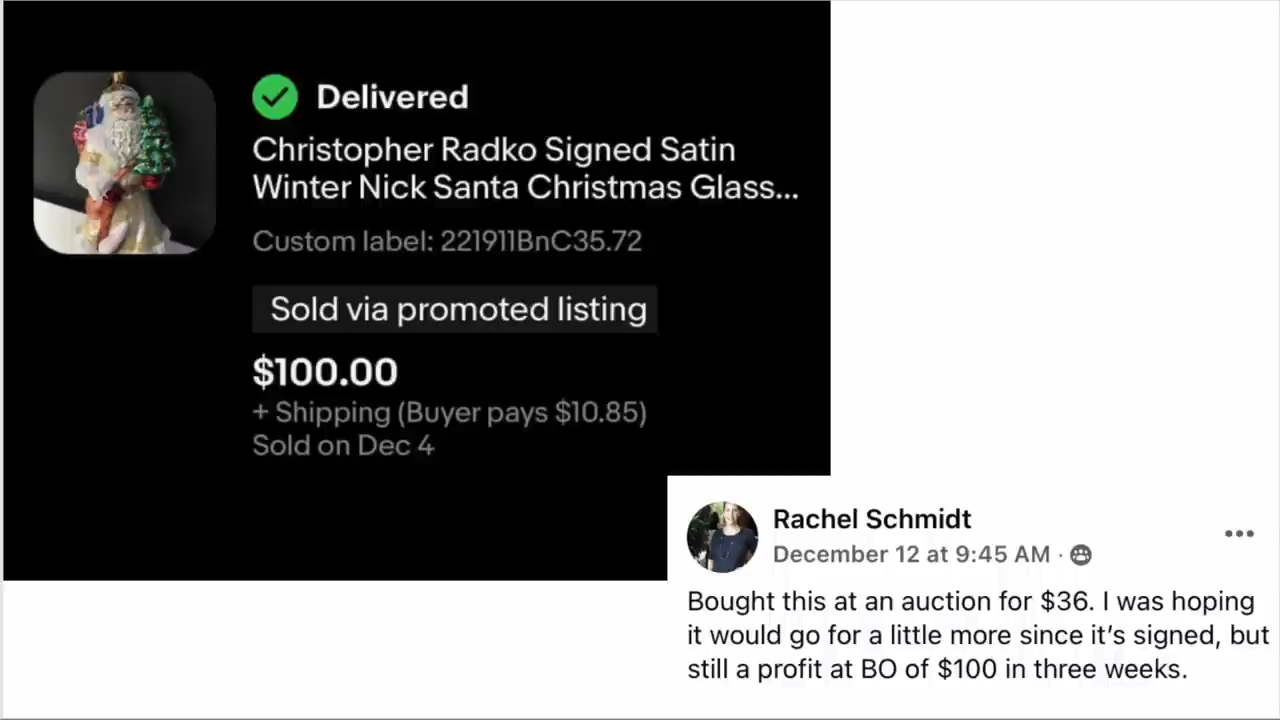 Delivered
Christopher Radko Signed Satin
Winter Nick Santa Christmas Glass...
Custom label: 221911BnC35.72
Sold via promoted listing
$100.00
+ Shipping (Buyer pays $10.85)
Sold on Dec 4
Rachel Schmidt
December 12 at 9:45 AM ·
Bought this at an auction for $36. I was hoping
it would go for a little more since it’s signed, but
still a profit at BO of $100 in three weeks.